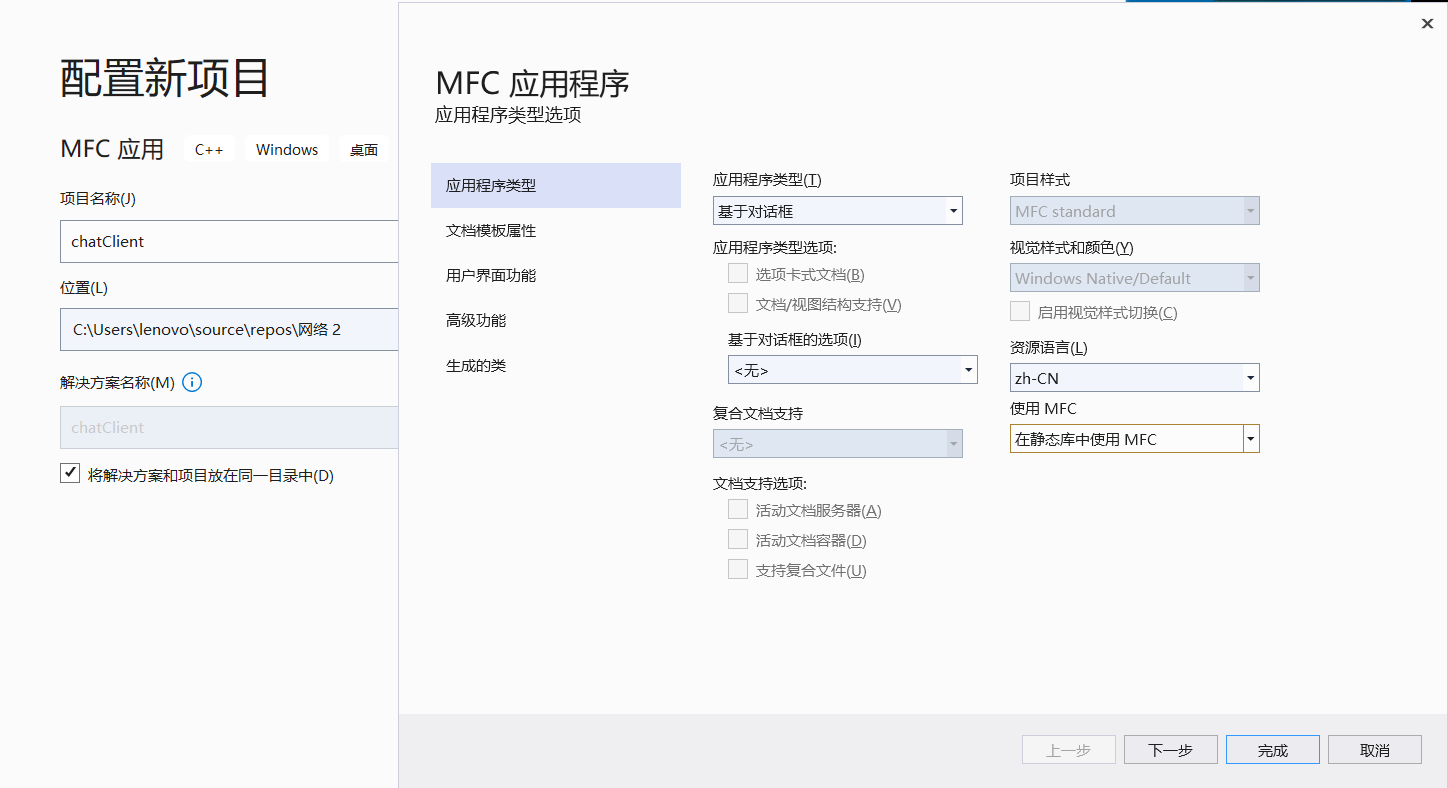 配置新项目
MFC 应用
C++
Windows
桌面
项目名称(J)
chatClient
位置(L)
C:\Users\lenovo\source\repos\网络 2
解决方案名称(M)
chatClient
将解决方案和项目放在同一目录中(D)
MFC 应用程序
应用程序类型选项
应用程序类型
文档模板属性
用户界面功能
高级功能
生成的类
应用程序类型(T)
基于对话框
应用程序类型选项:
选项卡式文档(B)
文档/视图结构支持(V)
基于对话框的选项(I)
<无>
复合文档支持
<无>
文档支持选项:
活动文档服务器(A)
活动文档容器(D)
支持复合文件(U)
项目样式
MFC standard
视觉样式和颜色(Y)
Windows Native/Default
启用视觉样式切换(C)
资源语言(L)
zh-CN
使用 MFC
在静态库中使用 MFC
上一步
下一步
完成
取消